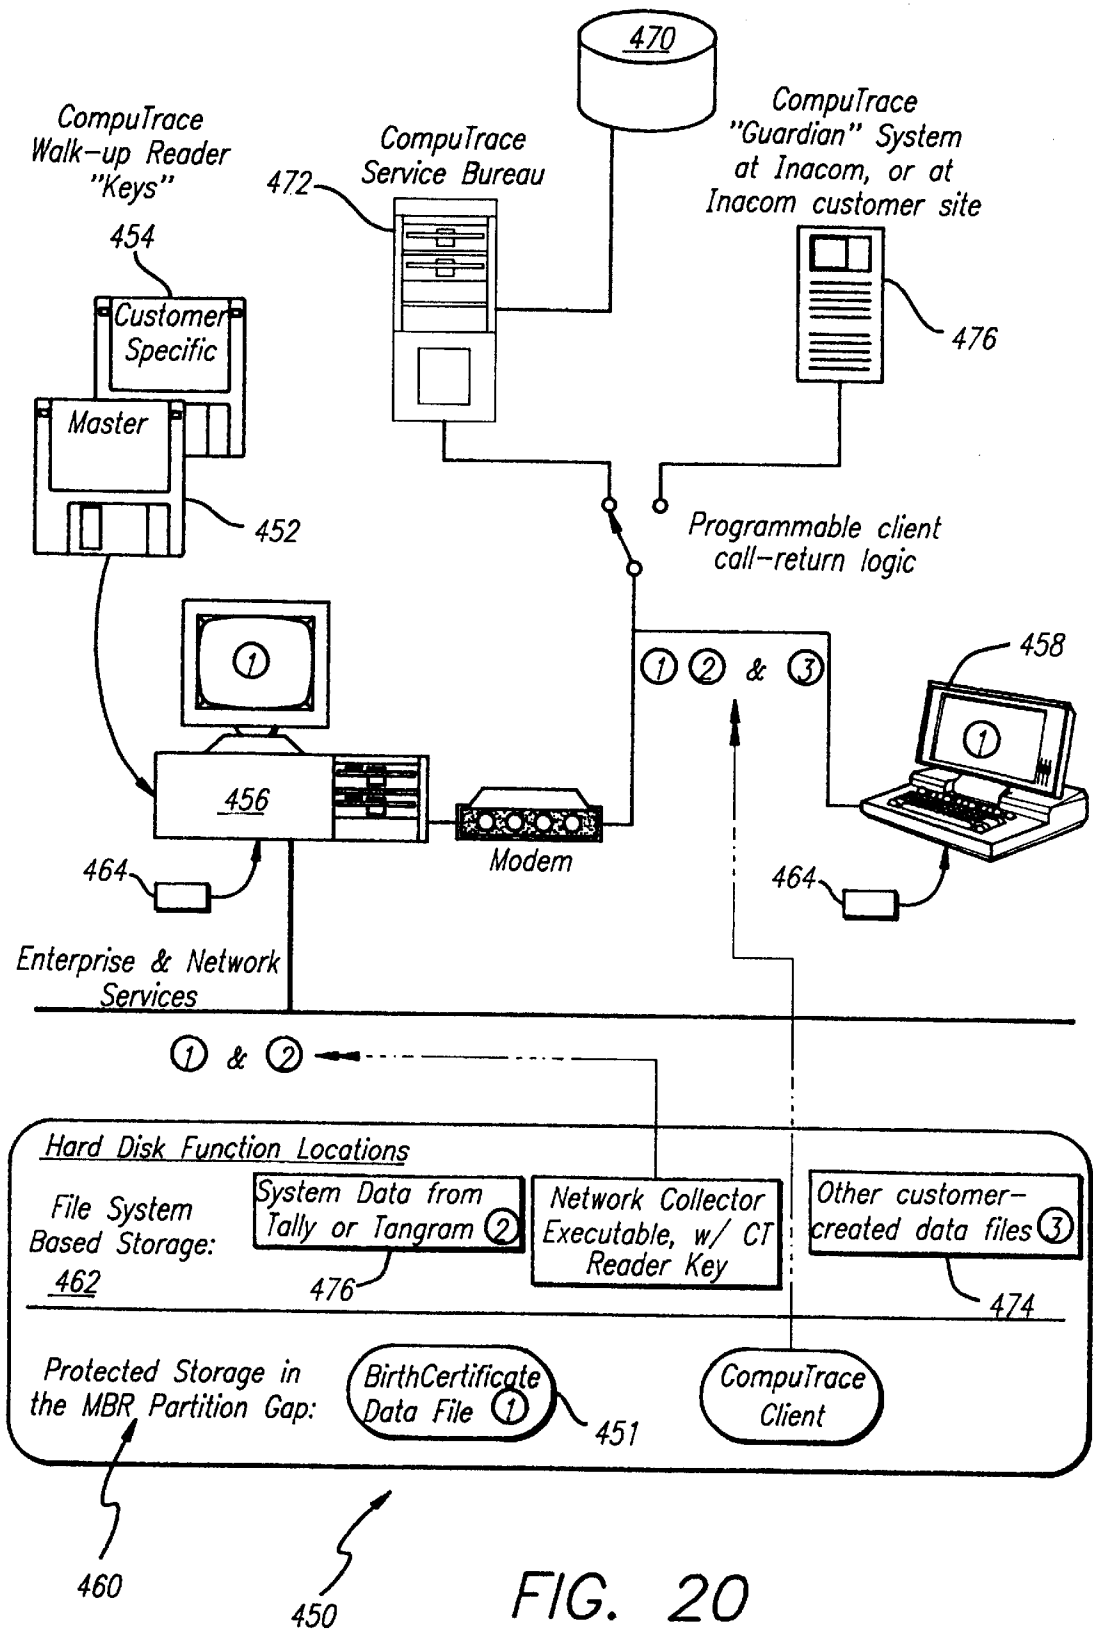 470
CompuTrace
Walk-up Reader
"Keys"
454
CompuTrace
Service Bureau
472
CompuTrace
"Guardian" System
at Inacom, or at
Inacom customer site
476
Customer
Specific
Master
452
Programmable client
call-return logic
1
1 2 & 3
458
1
456
Modem
464
464
Enterprise & Network
Services
1 & 2
Hard Disk Function Locations
File System
Based Storage:
462
System Data from
Tally or Tangram 2
476
Network Collector
Executable, w/ CT
Reader Key
Other customer-
created data files 3
474
Protected Storage in
the MBR Partition Gap:
BirthCertificate
Data File 1
451
CompuTrace
Client
460
450
FIG. 20